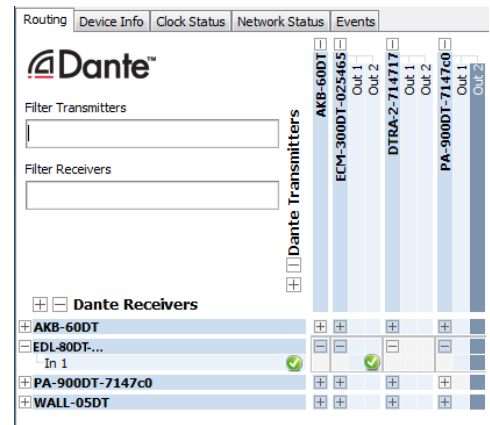 Routing Device Info Clock Status Network Status Events
Dante™
Filter Transmitters
Filter Receivers
Dante Transmitters
AKB-60DT
ECM-300DT-025465
Out 1
Out 2
DTRA-2-714717
Out 1
Out 2
PA-900DT-7147c0
Out 1
Out 2
Dante Receivers
AKB-60DT
EDL-80DT-...
In 1
PA-900DT-7147c0
WALL-05DT